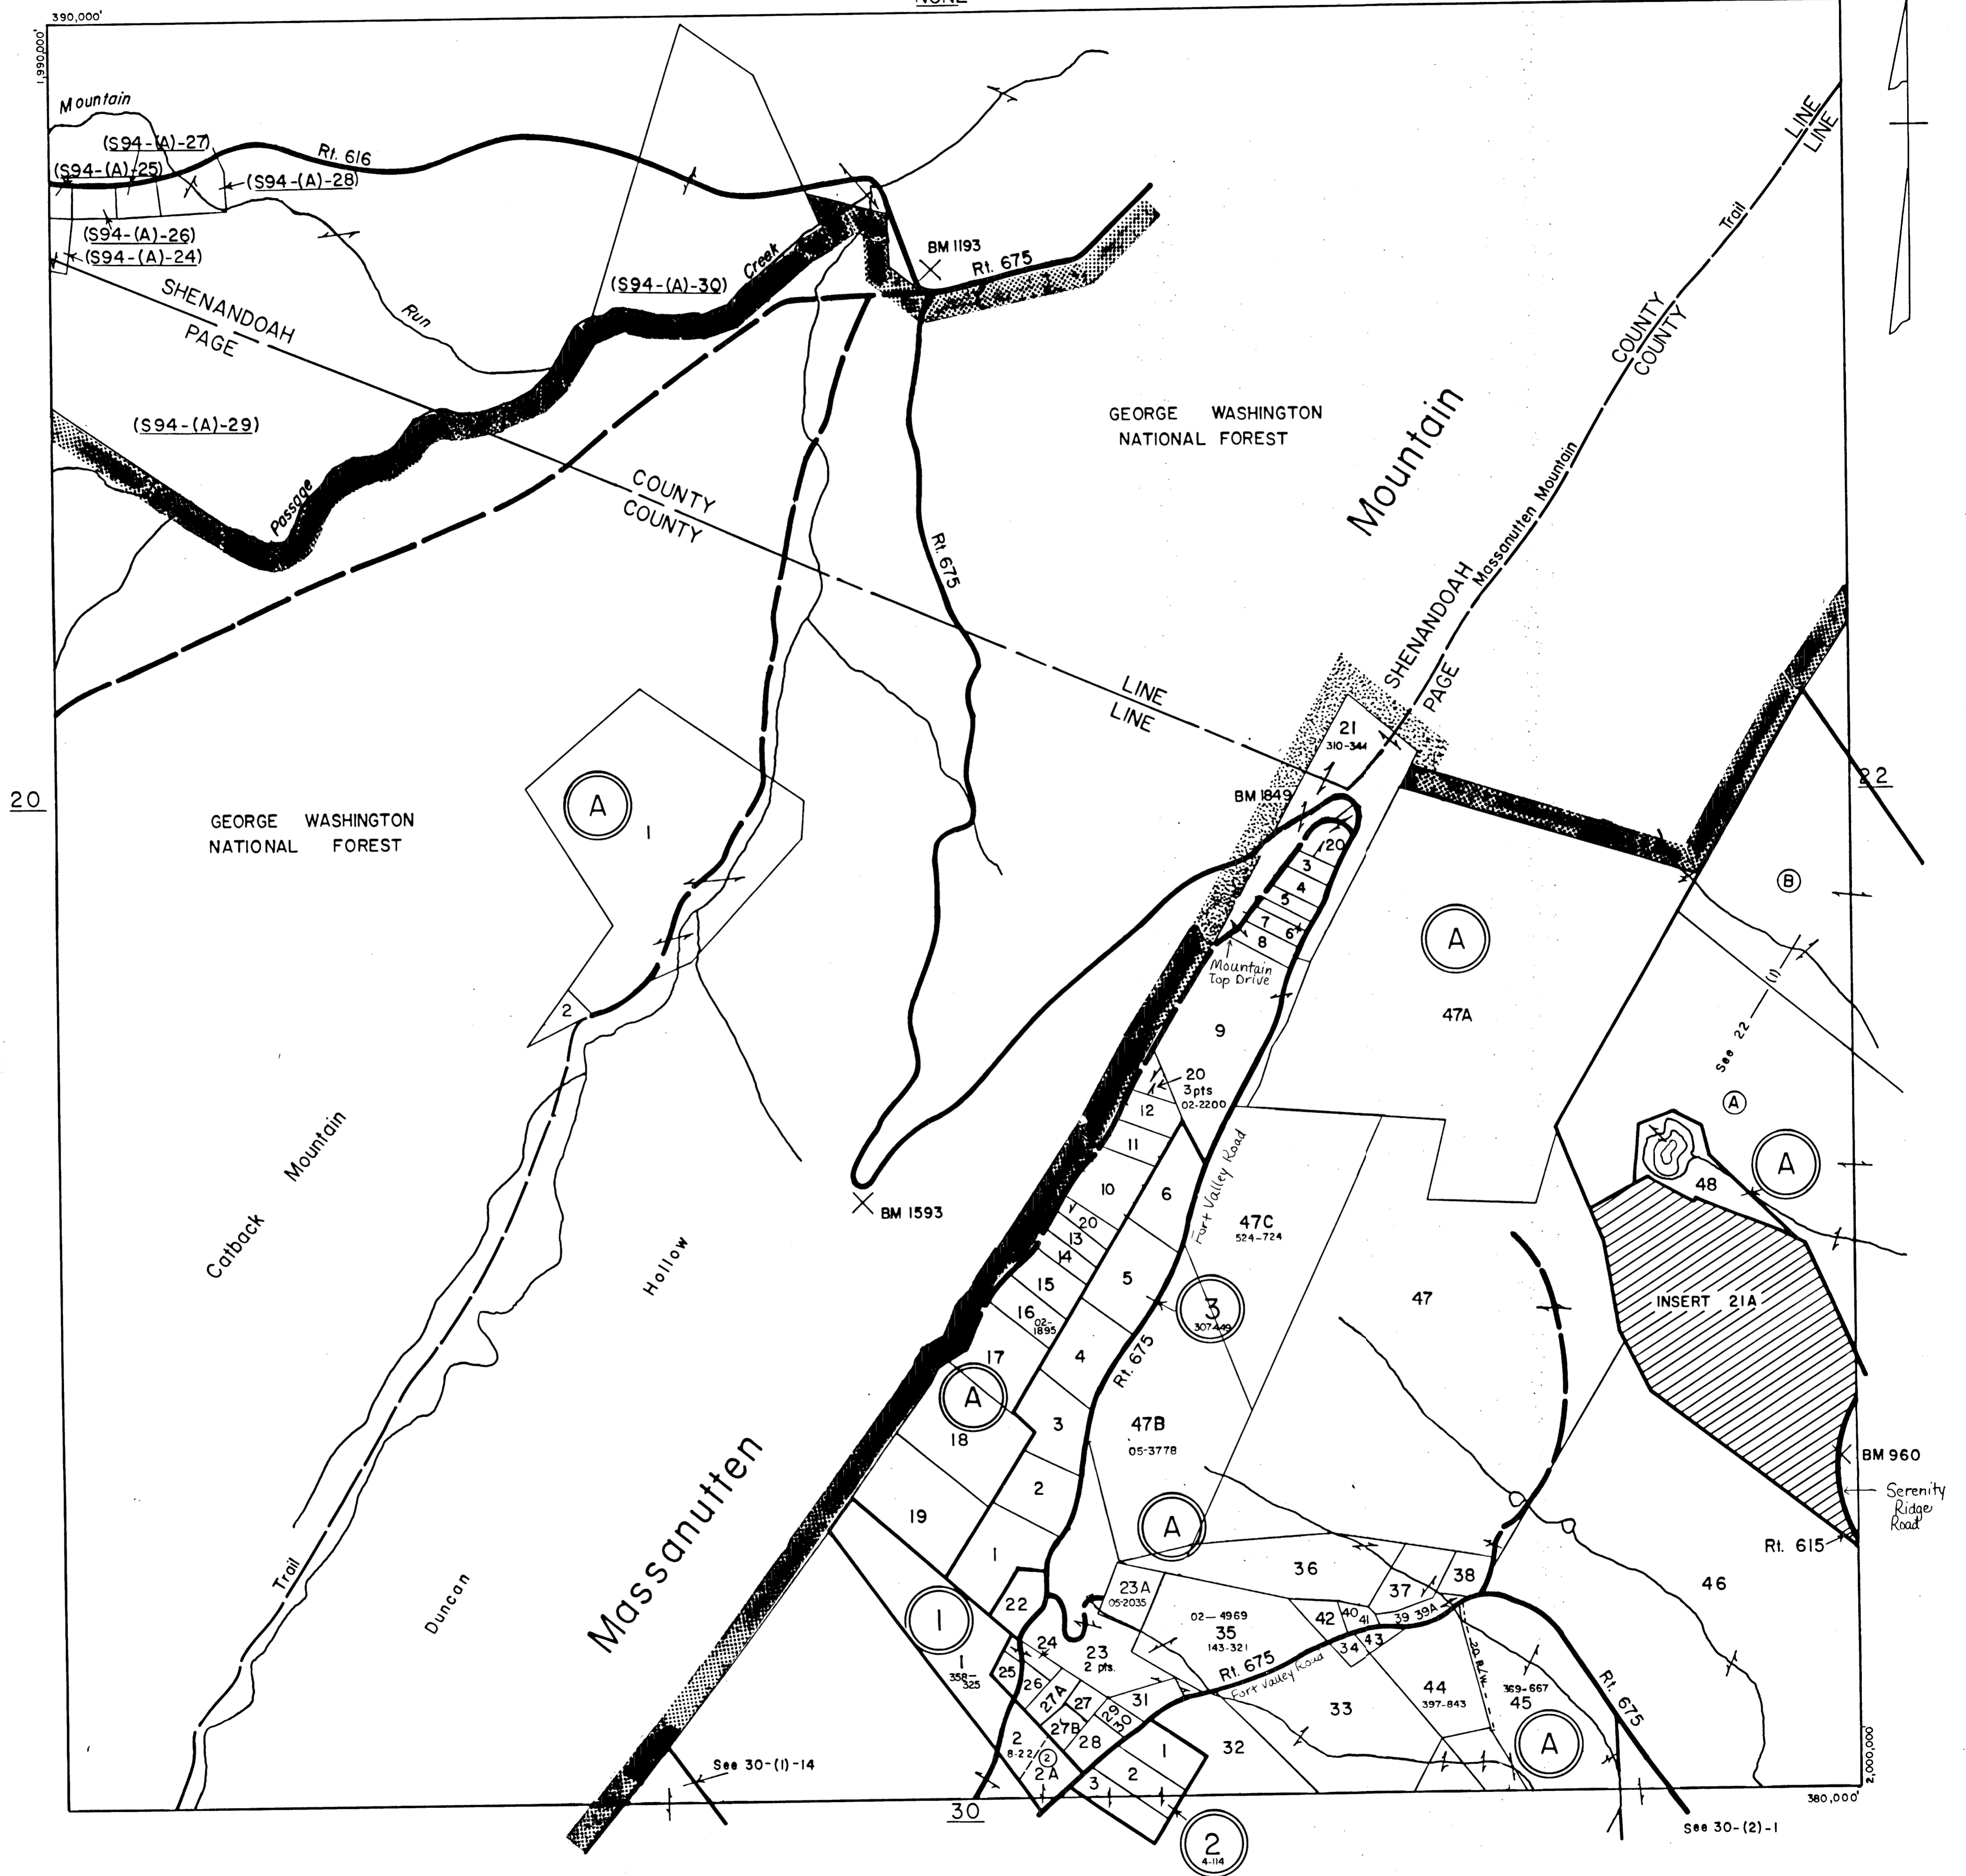 NONE
390,000'
1,990,000'
Mountain
(S94-(A)-27)
(S94-(A)-25)
(S94-(A)-28)
(S94-(A)-26)
(S94-(A)-24)
Rt. 616
LINE
LINE
Trail
BM 1193
Rt. 675
Creek
(S94-(A)-30)
SHENANDOAH
PAGE
Run
COUNTY
COUNTY
(S94-(A)-29)
GEORGE WASHINGTON
NATIONAL FOREST
Mountain
Massanutten Mountain
COUNTY
COUNTY
Passage
Rt. 675
SHENANDOAH
PAGE
LINE
LINE
21
310-344
20
22
BM 1849
GEORGE WASHINGTON
NATIONAL FOREST
A
1
20
3
4
5
7
6
8
B
A
Mountain
Top Drive
2
9
47A
(1)
See 22
20
3 pts
02-2200
12
11
A
A
48
Catback Mountain
10
6
Fort Valley Road
47C
524-724
BM 1593
20
13
14
Hollow
15
5
16
02-
1895
3
307-449
47
INSERT 21A
17
4
Rt. 675
A
18
3
47B
05-3778
BM 960
Massanutten
2
Serenity
Ridge
Road
19
A
Rt. 615
1
36
38
37
46
Trail
Duncan
22
23A
05-2035
1
02-4969
35
143-321
42
40
41
39
39A
34
43
24
23
2 pts.
1
358-
325
25
26
27A
27
31
Rt. 675
Fort Valley Road
20' R/W
44
397-843
369-667
45
Rt. 675
33
29
30
27B
28
2
8-22
2
2A
1
32
A
2
3
See 30-(1)-14
2,000,000'
380,000'
30
See 30-(2)-1
2
4-114